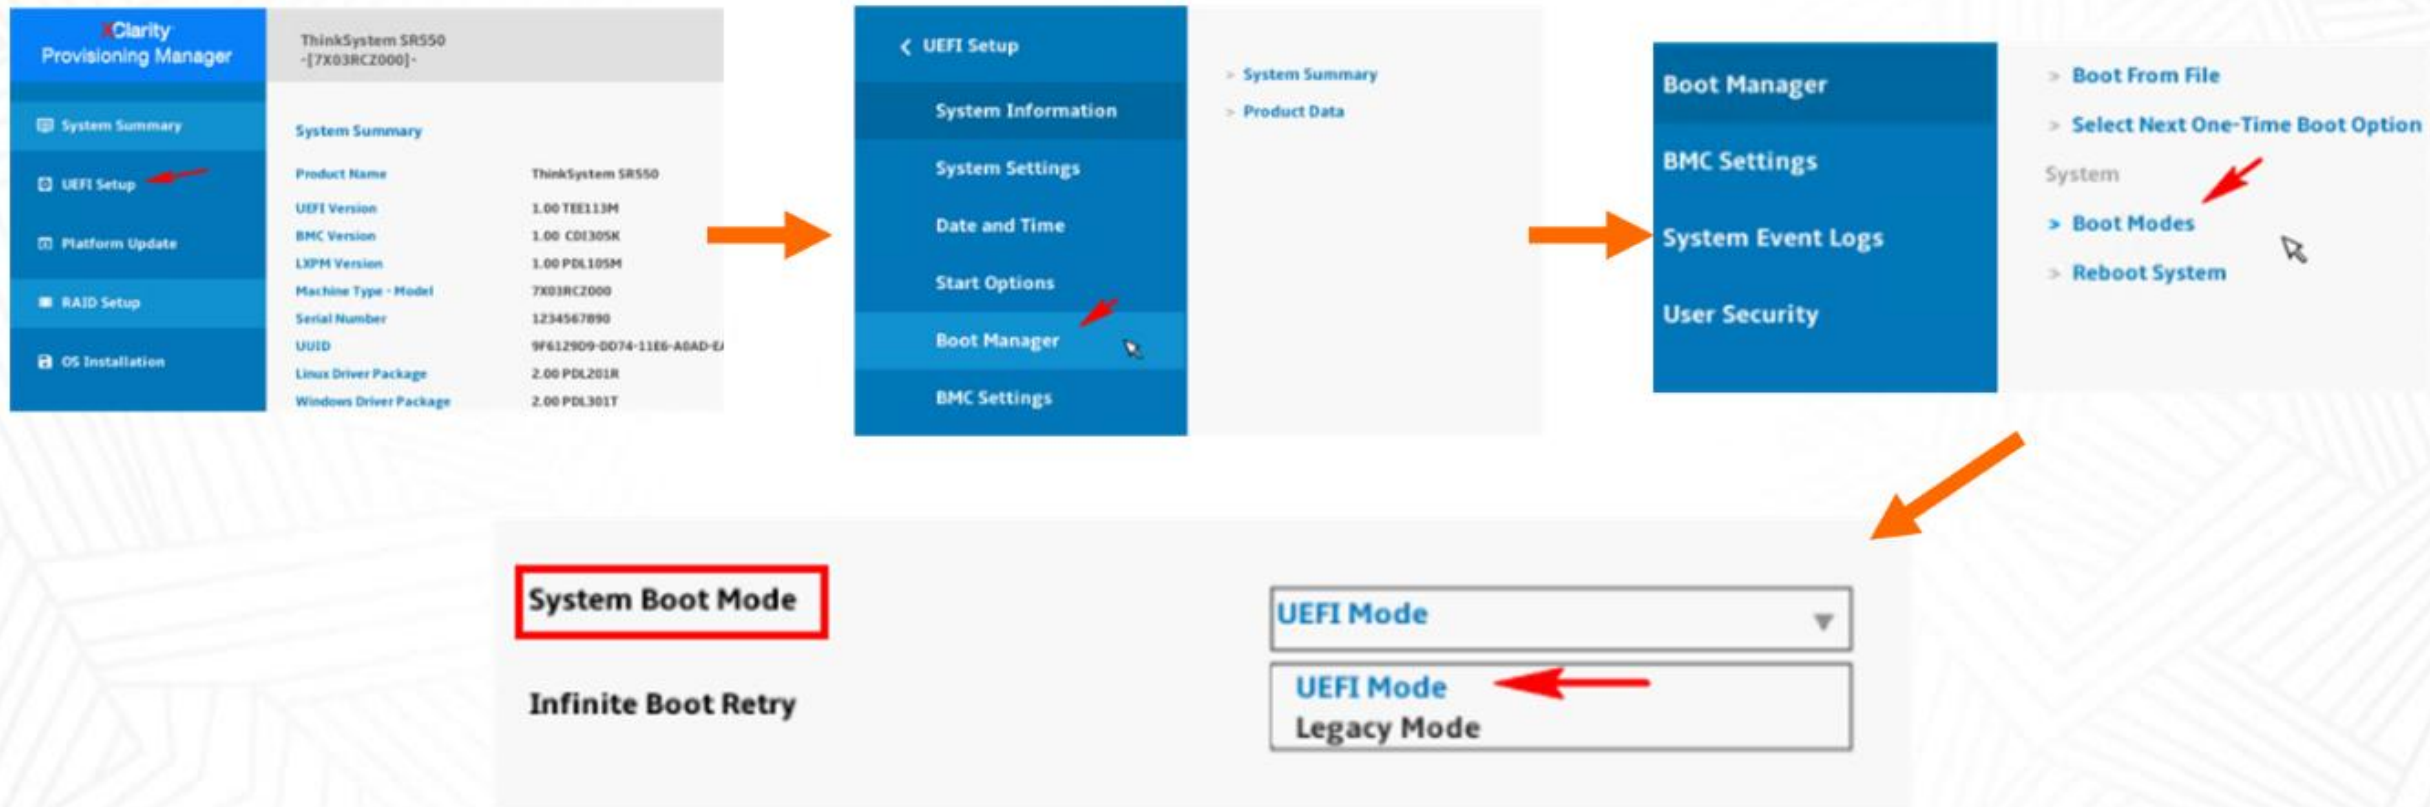 XClarity
Provisioning Manager
System Summary
UEFI Setup
Platform Update
RAID Setup
OS Installation
ThinkSystem SR550
-[7X03RCZ000]-
System Summary
Product Name ThinkSystem SR550
UEFI Version 1.00 TEE113M
BMC Version 1.00 CDI305K
LXPM Version 1.00 PDL105M
Machine Type - Model 7X03RCZ000
Serial Number 1234567890
UUID 9F6129D9-DD74-11E6-A0AD-
Linux Driver Package 2.00 PDL201R
Windows Driver Package 2.00 PDL301T
UEFI Setup
System Information
System Settings
Date and Time
Start Options
Boot Manager
BMC Settings
> System Summary
> Product Data
Boot Manager
BMC Settings
System Event Logs
User Security
> Boot From File
> Select Next One-Time Boot Option
System
> Boot Modes
> Reboot System
System Boot Mode
Infinite Boot Retry
UEFI Mode
UEFI Mode
Legacy Mode